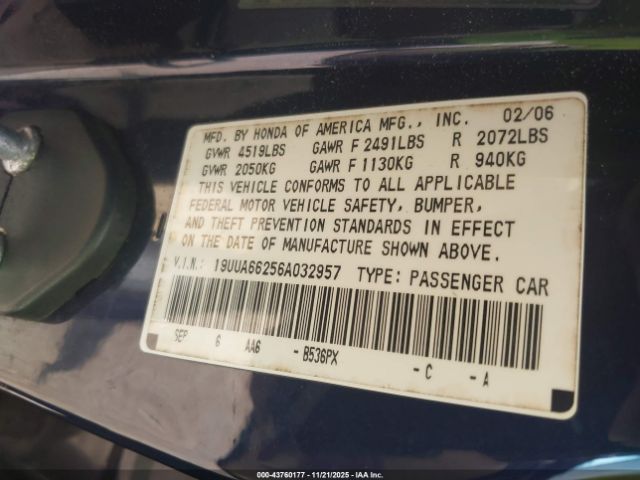 MFD. BY HONDA OF AMERICA MFG., INC. 02/06
GVWR 4519LBS GAWR F 2491LBS R 2072LBS
GVWR 2050KG GAWR F 1130KG R 940KG
THIS VEHICLE CONFORMS TO ALL APPLICABLE
FEDERAL MOTOR VEHICLE SAFETY, BUMPER,
AND THEFT PREVENTION STANDARDS IN EFFECT
ON THE DATE OF MANUFACTURE SHOWN ABOVE.
V.I.N.: 19UUA66256A032957 TYPE: PASSENGER CAR
SEP 6 AA6 - B536PX - C - A
IMAGE: 800-43760177 - 11/21/2025 - IAA Inc.